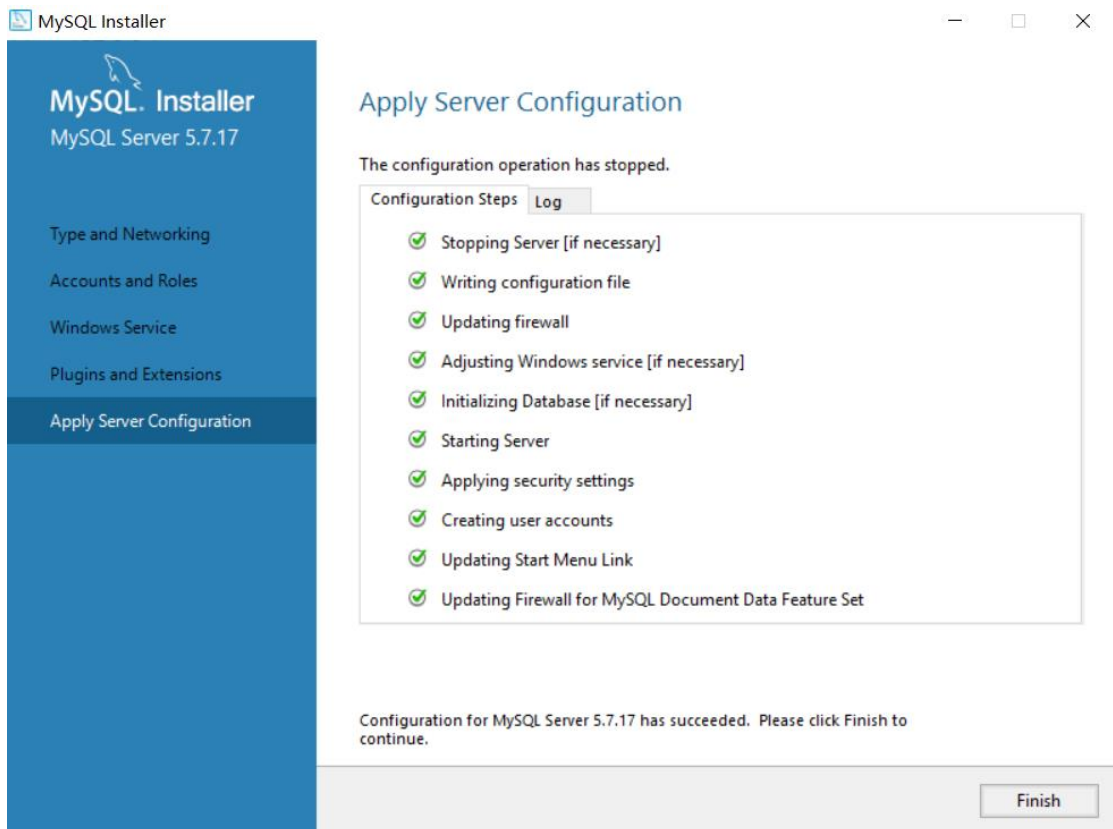 MySQL Installer
MySQL. Installer
MySQL Server 5.7.17
Type and Networking
Accounts and Roles
Windows Service
Plugins and Extensions
Apply Server Configuration
Apply Server Configuration
The configuration operation has stopped.
Configuration Steps
Log
Stopping Server [if necessary]
Writing configuration file
Updating firewall
Adjusting Windows service [if necessary]
Initializing Database [if necessary]
Starting Server
Applying security settings
Creating user accounts
Updating Start Menu Link
Updating Firewall for MySQL Document Data Feature Set
Configuration for MySQL Server 5.7.17 has succeeded.  Please click Finish to
continue.
Finish